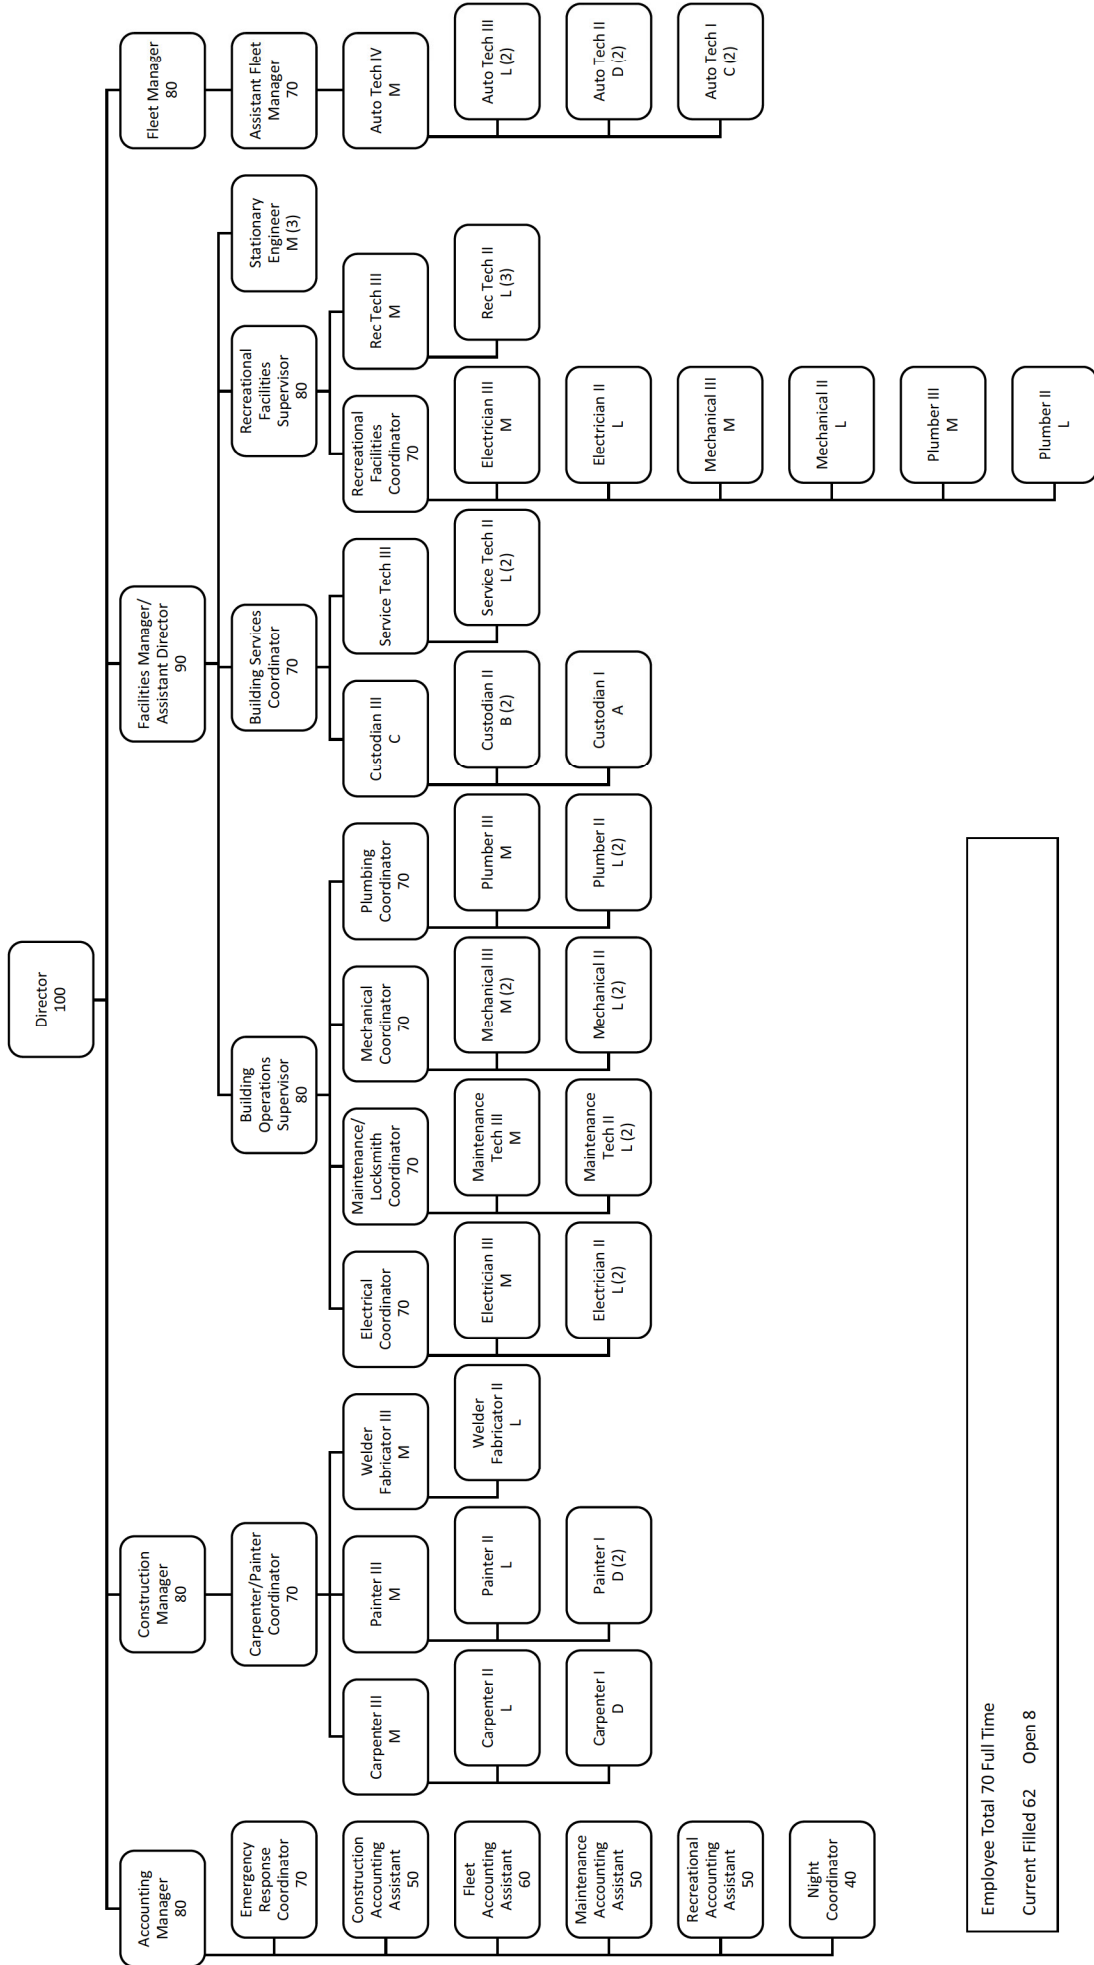 Director
100
Accounting
Manager
80
Emergency
Response
Coordinator
70
Construction
Accounting
Assistant
50
Fleet
Accounting
Assistant
60
Maintenance
Accounting
Assistant
50
Recreational
Accounting
Assistant
50
Night
Coordinator
40
Construction
Manager
80
Carpenter/Painter
Coordinator
70
Carpenter III
M
Carpenter II
L
Carpenter I
D
Painter III
M
Painter II
L
Painter I
D (2)
Welder
Fabricator III
M
Welder
Fabricator II
L
Facilities Manager/
Assistant Director
90
Building
Operations
Supervisor
80
Electrical
Coordinator
70
Electrician III
M
Electrician II
L (2)
Maintenance/
Locksmith
Coordinator
70
Maintenance
Tech III
M
Maintenance
Tech II
L (2)
Mechanical
Coordinator
70
Mechanical III
M (2)
Mechanical II
L (2)
Plumbing
Coordinator
70
Plumber III
M
Plumber II
L (2)
Building Services
Coordinator
70
Custodian III
C
Custodian II
B (2)
Custodian I
A
Service Tech III
Service Tech II
L (2)
Recreational
Facilities
Supervisor
80
Recreational
Facilities
Coordinator
70
Electrician III
M
Electrician II
L
Mechanical III
M
Mechanical II
L
Plumber III
M
Plumber II
L
Rec Tech III
M
Rec Tech II
L (3)
Stationary
Engineer
M (3)
Fleet Manager
80
Assistant Fleet
Manager
70
Auto Tech IV
M
Auto Tech III
L (2)
Auto Tech II
D (2)
Auto Tech I
C (2)
Employee Total 70 Full Time
Current Filled 62 Open 8